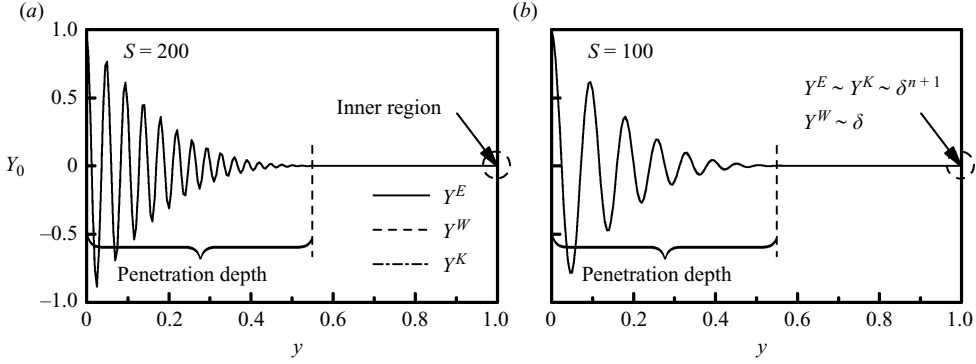 (a)
(b)
1.0
0.5
0
−0.5
−1.0
Y₀
S = 200
Inner region
Y^E
Y^W
Y^K
Penetration depth
0 0.2 0.4 0.6 0.8 1.0
y
S = 100
Y^E ~ Y^K ~ δ^{n+1}
Y^W ~ δ
Penetration depth
0 0.2 0.4 0.6 0.8 1.0
y